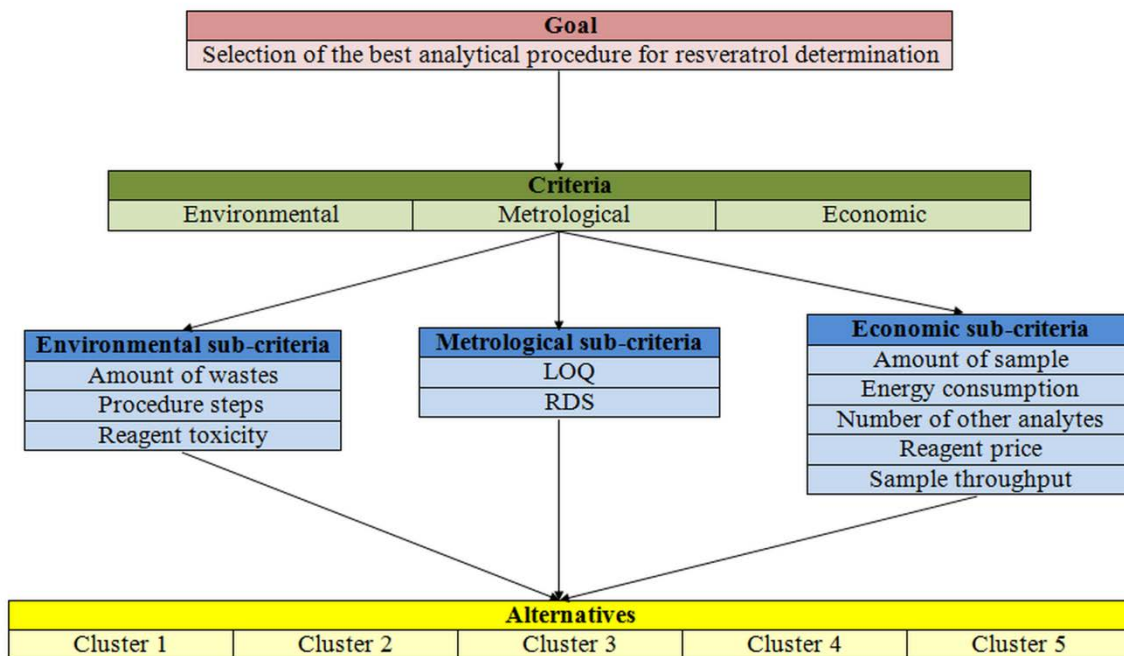 Goal
Selection of the best analytical procedure for resveratrol determination
Criteria
Environmental
Metrological
Economic
Environmental sub-criteria
Amount of wastes
Procedure steps
Reagent toxicity
Metrological sub-criteria
LOQ
RDS
Economic sub-criteria
Amount of sample
Energy consumption
Number of other analytes
Reagent price
Sample throughput
Alternatives
Cluster 1
Cluster 2
Cluster 3
Cluster 4
Cluster 5